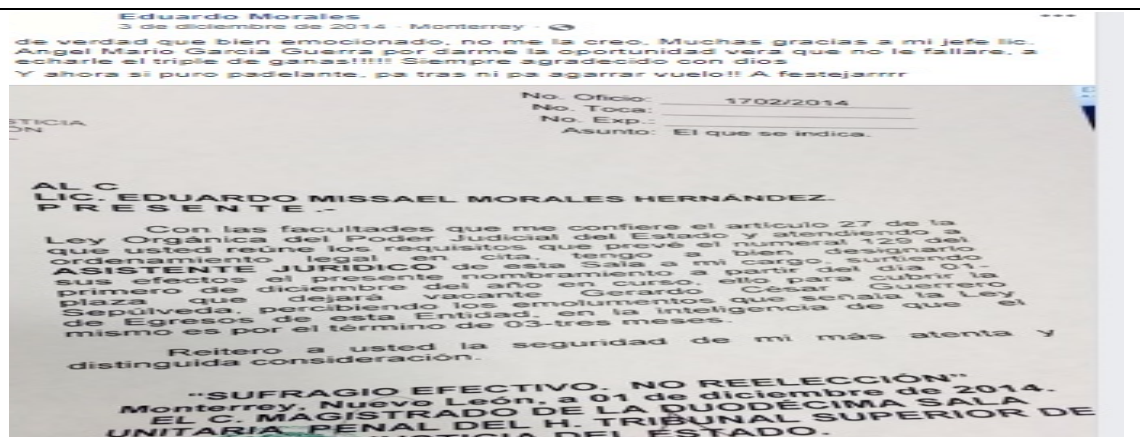 Eduardo Morales
3 de diciembre de 2014 · Monterrey ·
de verdad que bien emocionado, no me la creo. Muchas gracias a mi jefe lic.
Angel Mario Garcia Guerra por darme la oportunidad vera que no le fallare, a
echarle el triple de ganas!!!!! Siempre agradecido con dios
Y ahora si puro padelante, pa tras ni pa agarrar vuelo!! A festejarrrr
No. Oficio: 1702/2014
No. Toca:
No. Exp.:
Asunto: El que se indica.
AL C
LIC. EDUARDO MISSAEL MORALES HERNÁNDEZ.
P R E S E N T E .-
Con las facultades que me confiere el artículo 27 de la
Ley Orgánica del Poder Judicial del Estado y atendiendo a
que usted reúne los requisitos que prevé el numeral 129 del
ordenamiento legal en cita, tengo a bien designarlo
ASISTENTE JURIDICO de esta Sala a mi cargo, surtiendo
sus efectos el presente nombramiento a partir del día 01-
primero de diciembre del año en curso, ello para cubrir la
plaza que dejará vacante Gerardo César Guerrero
Sepúlveda, percibiendo los emolumentos que señala la Ley
de Egresos de esta Entidad, en la inteligencia de que el
mismo es por el término de 03-tres meses.
Reitero a usted la seguridad de mi más atenta y
distinguida consideración.
"SUFRAGIO EFECTIVO. NO REELECCIÓN"
Monterrey, Nuevo León, a 01 de diciembre de 2014.
EL C. MAGISTRADO DE LA DUODÉCIMA SALA
UNITARIA PENAL DEL H. TRIBUNAL SUPERIOR DE
JUSTICIA DEL ESTADO.